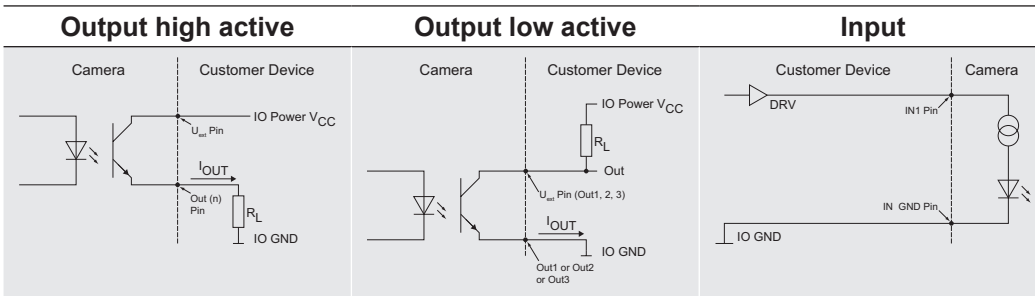 Output high active
Output low active
Input
Camera
Customer Device
IO Power VCC
Uext Pin
IOUT
Out (n)
Pin
RL
IO GND
Camera
Customer Device
IO Power VCC
RL
Out
Uext Pin (Out1, 2, 3)
IOUT
IO GND
Out1 or Out2
or Out3
Customer Device
Camera
DRV
IN1 Pin
IN GND Pin
IO GND